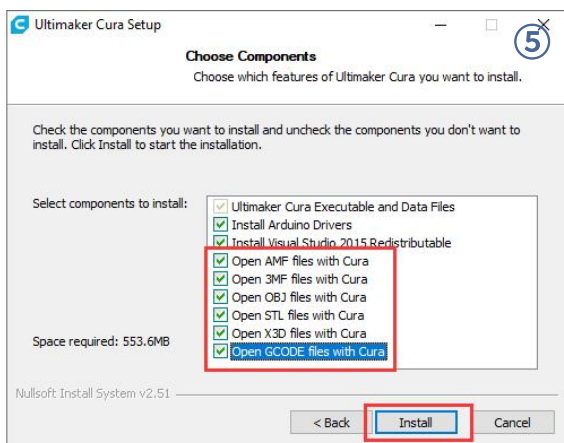 Ultimaker Cura Setup
⑤
Choose Components
Choose which features of Ultimaker Cura you want to install.
Check the components you want to install and uncheck the components you don't want to
install. Click Install to start the installation.
Select components to install:
Ultimaker Cura Executable and Data Files
Install Arduino Drivers
Install Visual Studio 2015 Redistributable
Open AMF files with Cura
Open 3MF files with Cura
Open OBJ files with Cura
Open STL files with Cura
Open X3D files with Cura
Open GCODE files with Cura
Space required: 553.6MB
Nullsoft Install System v2.51
< Back Install Cancel